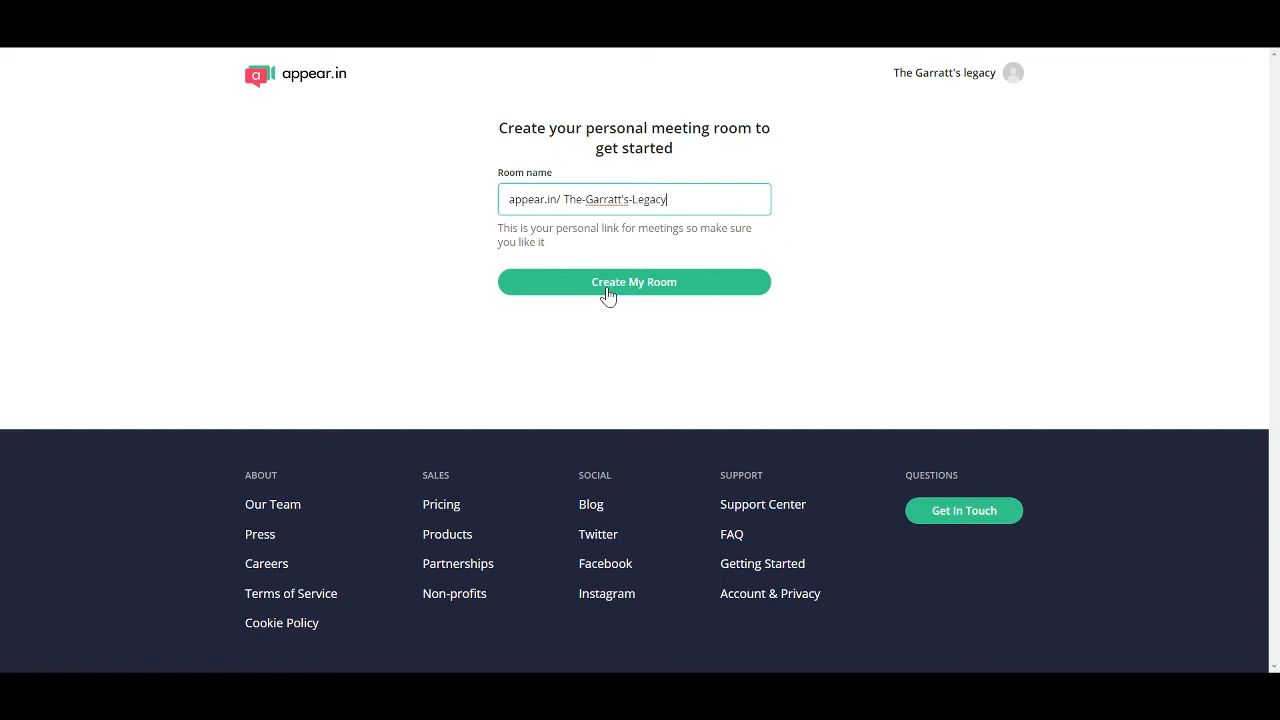 a appear.in
The Garratt's legacy
Create your personal meeting room to
get started
Room name
appear.in/ The-Garratt's-Legacy
This is your personal link for meetings so make sure
you like it
Create My Room
ABOUT
Our Team
Press
Careers
Terms of Service
Cookie Policy
SALES
Pricing
Products
Partnerships
Non-profits
SOCIAL
Blog
Twitter
Facebook
Instagram
SUPPORT
Support Center
FAQ
Getting Started
Account & Privacy
QUESTIONS
Get In Touch